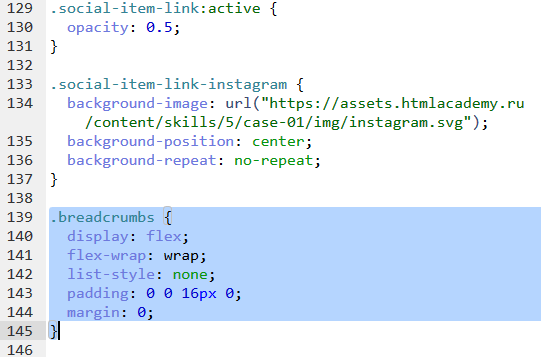 129 .social-item-link:active {
130   opacity: 0.5;
131 }
132
133 .social-item-link-instagram {
134   background-image: url("https://assets.htmlacademy.ru
    /content/skills/5/case-01/img/instagram.svg");
135   background-position: center;
136   background-repeat: no-repeat;
137 }
138
139 .breadcrumbs {
140   display: flex;
141   flex-wrap: wrap;
142   list-style: none;
143   padding: 0 0 16px 0;
144   margin: 0;
145 }
146